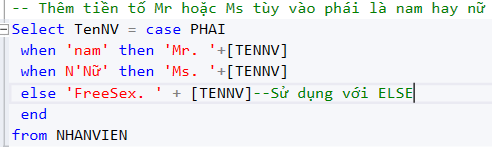 -- Thêm tiền tố Mr hoặc Ms tùy vào phái là nam hay nữ
Select TenNV = case PHAI
when 'nam' then 'Mr. '+[TENNV]
when N'Nữ' then 'Ms. '+[TENNV]
else 'FreeSex. ' + [TENNV]--Sử dụng với ELSE
end
from NHANVIEN